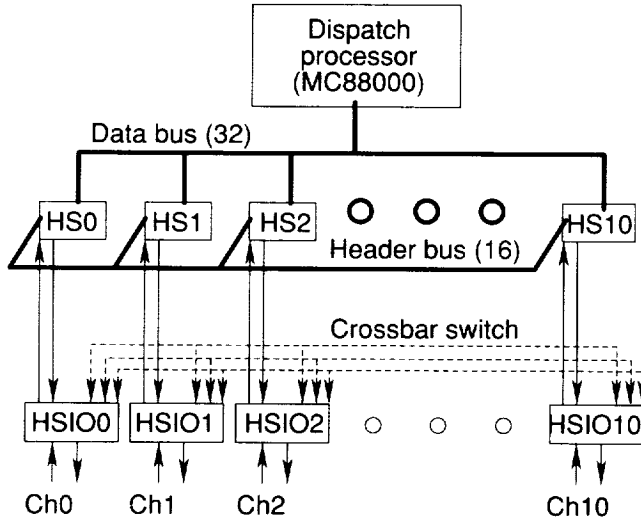 Dispatch
processor
(MC88000)
Data bus (32)
HS0 HS1 HS2 HS10
Header bus (16)
Crossbar switch
HSIO0 HSIO1 HSIO2 HSIO10
Ch0 Ch1 Ch2 Ch10